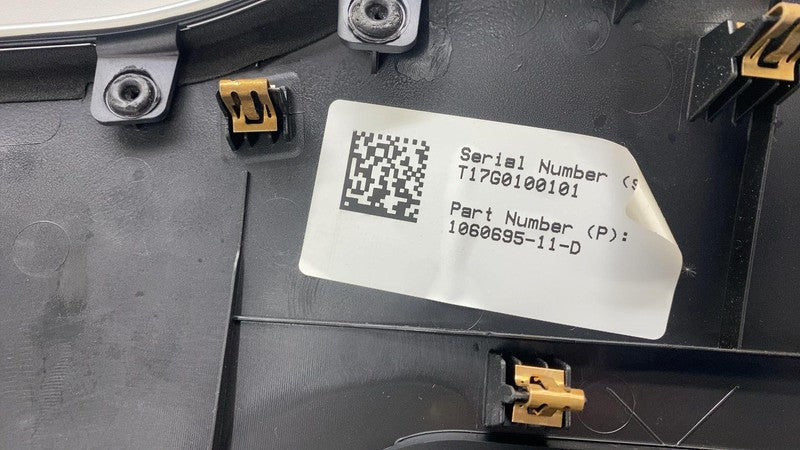 Serial Number (S
T17G0100101
Part Number (P):
1060695-11-D